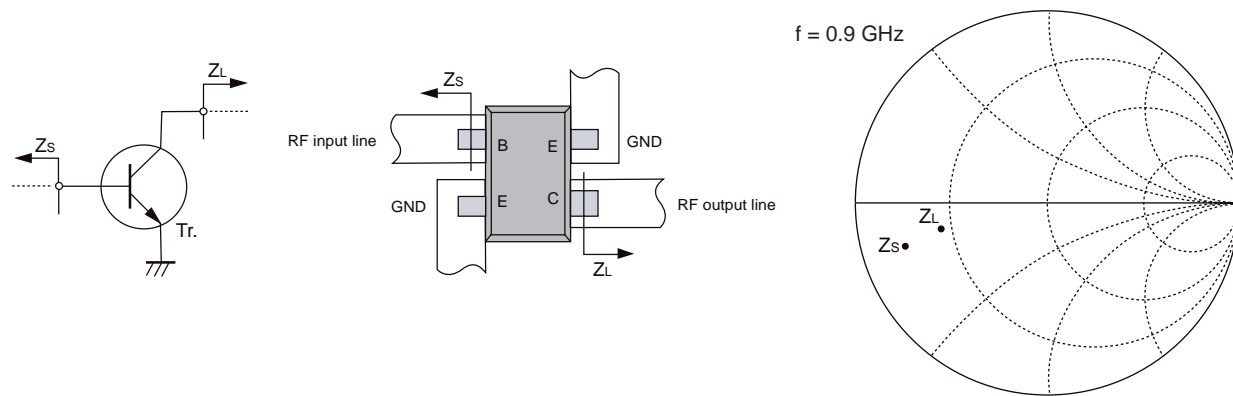 ZL
ZS
Tr.
ZS
RF input line
B
E
GND
GND
E
C
RF output line
ZL
f = 0.9 GHz
ZL
ZS